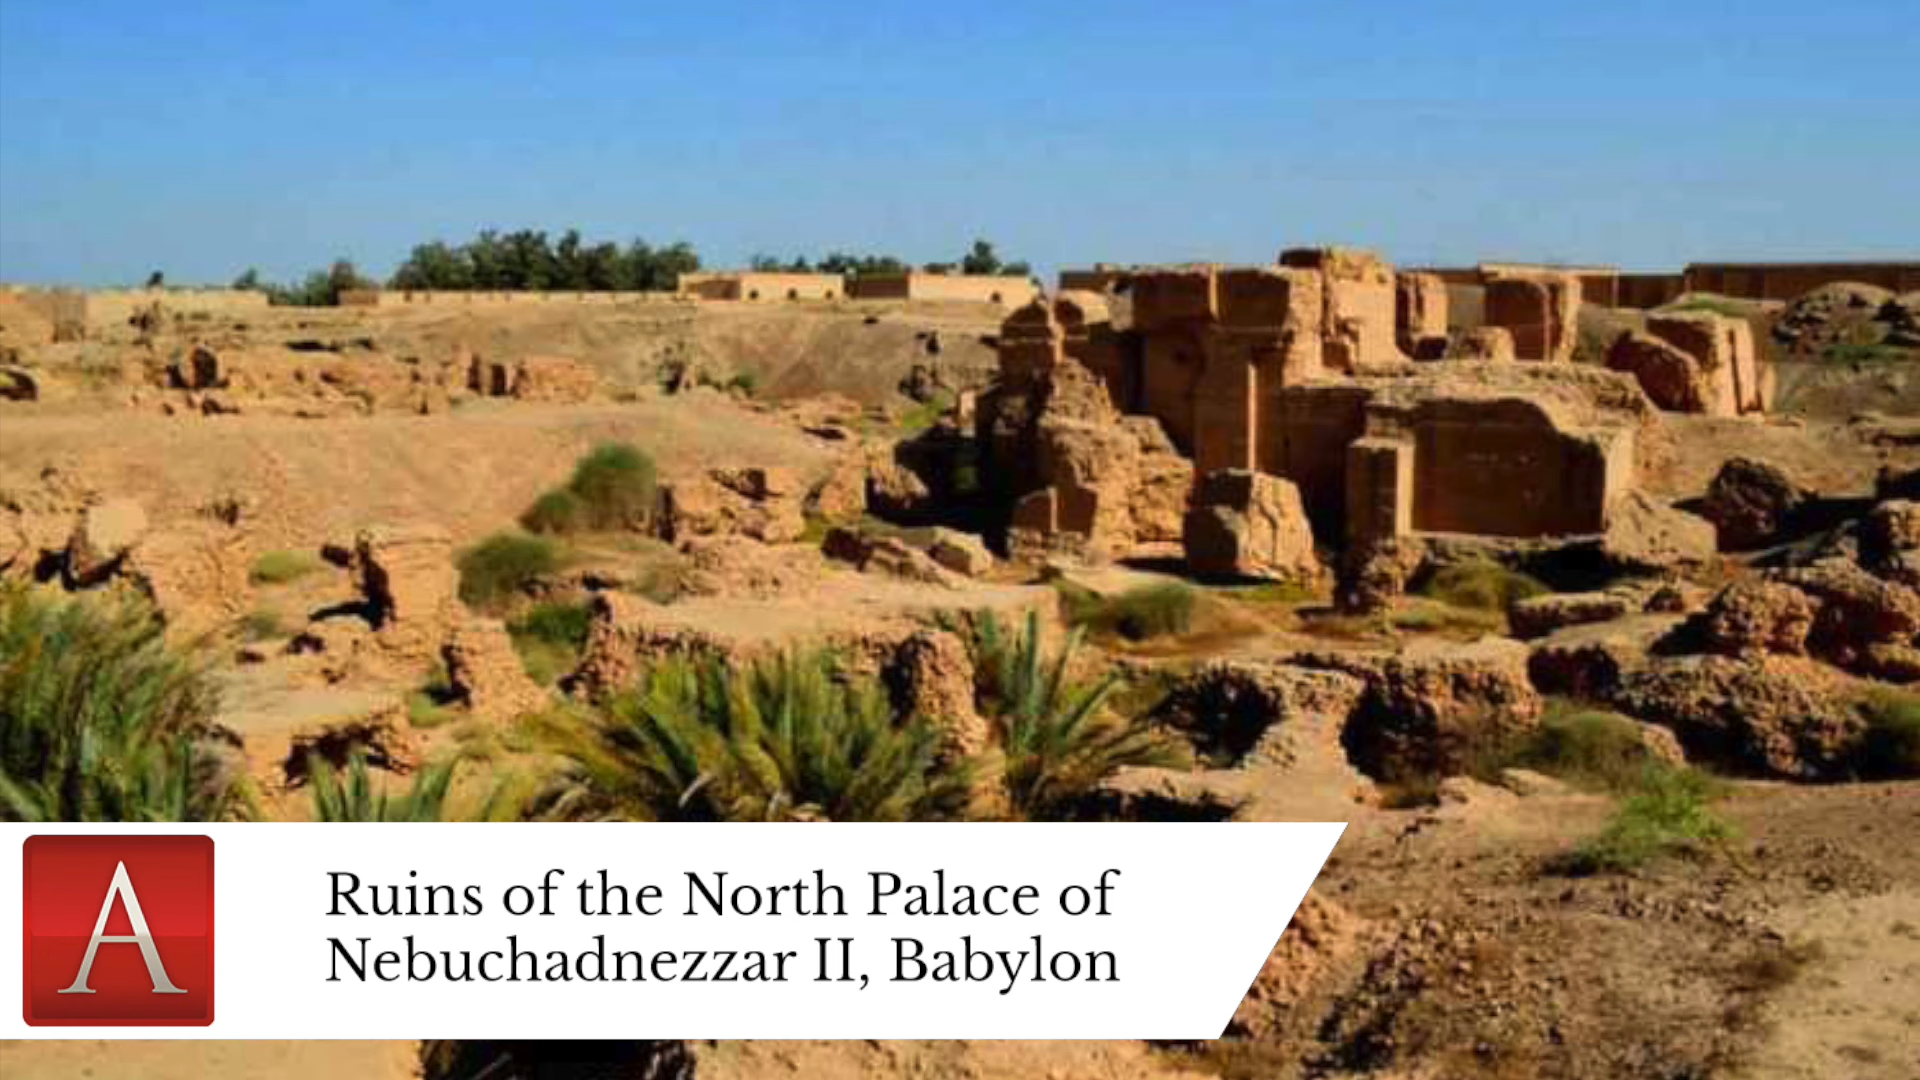 A
Ruins of the North Palace of
Nebuchadnezzar II, Babylon